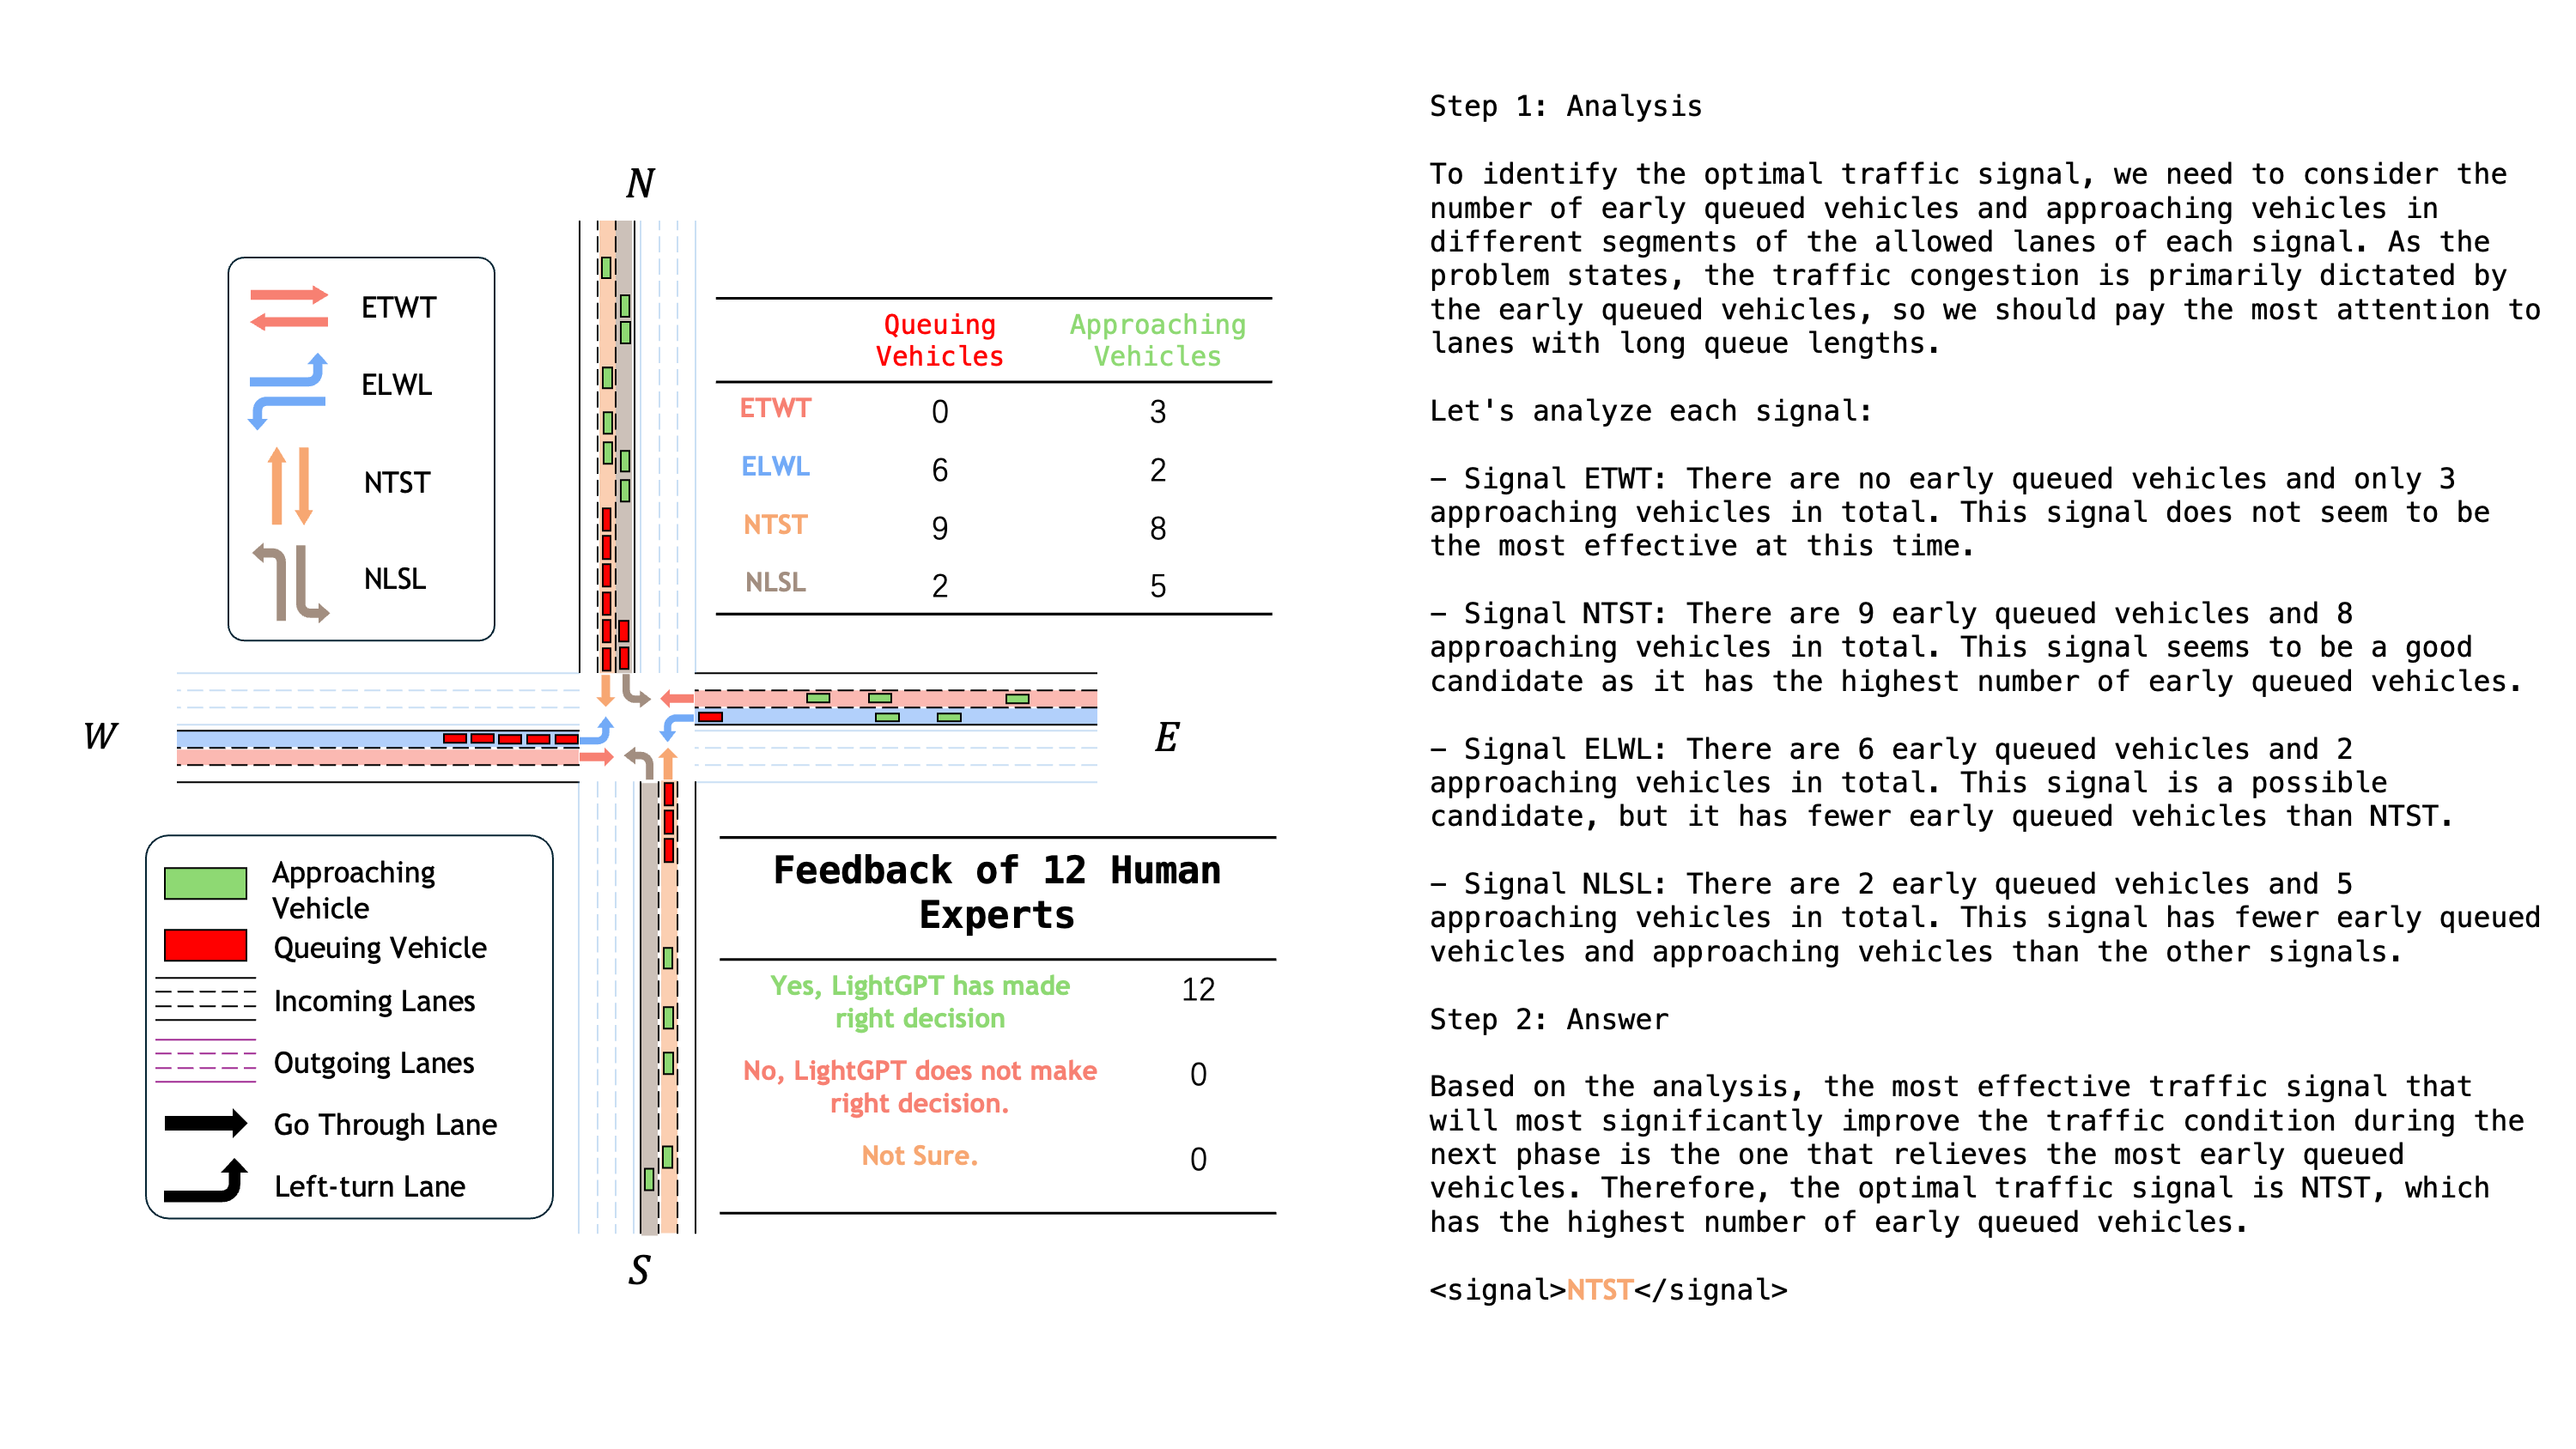 N
ETWT
ELWL
NTST
NLSL
Queuing Vehicles
Approaching Vehicles
ETWT 0 3
ELWL 6 2
NTST 9 8
NLSL 2 5
W
E
Approaching
Vehicle
Queuing Vehicle
Incoming Lanes
Outgoing Lanes
Go Through Lane
Left-turn Lane
Feedback of 12 Human
Experts
Yes, LightGPT has made
right decision
12
No, LightGPT does not make
right decision.
0
Not Sure.
0
S
Step 1: Analysis
To identify the optimal traffic signal, we need to consider the
number of early queued vehicles and approaching vehicles in
different segments of the allowed lanes of each signal. As the
problem states, the traffic congestion is primarily dictated by
the early queued vehicles, so we should pay the most attention to
lanes with long queue lengths.
Let's analyze each signal:
– Signal ETWT: There are no early queued vehicles and only 3
approaching vehicles in total. This signal does not seem to be
the most effective at this time.
– Signal NTST: There are 9 early queued vehicles and 8
approaching vehicles in total. This signal seems to be a good
candidate as it has the highest number of early queued vehicles.
– Signal ELWL: There are 6 early queued vehicles and 2
approaching vehicles in total. This signal is a possible
candidate, but it has fewer early queued vehicles than NTST.
– Signal NLSL: There are 2 early queued vehicles and 5
approaching vehicles in total. This signal has fewer early queued
vehicles and approaching vehicles than the other signals.
Step 2: Answer
Based on the analysis, the most effective traffic signal that
will most significantly improve the traffic condition during the
next phase is the one that relieves the most early queued
vehicles. Therefore, the optimal traffic signal is NTST, which
has the highest number of early queued vehicles.
<signal>NTST</signal>